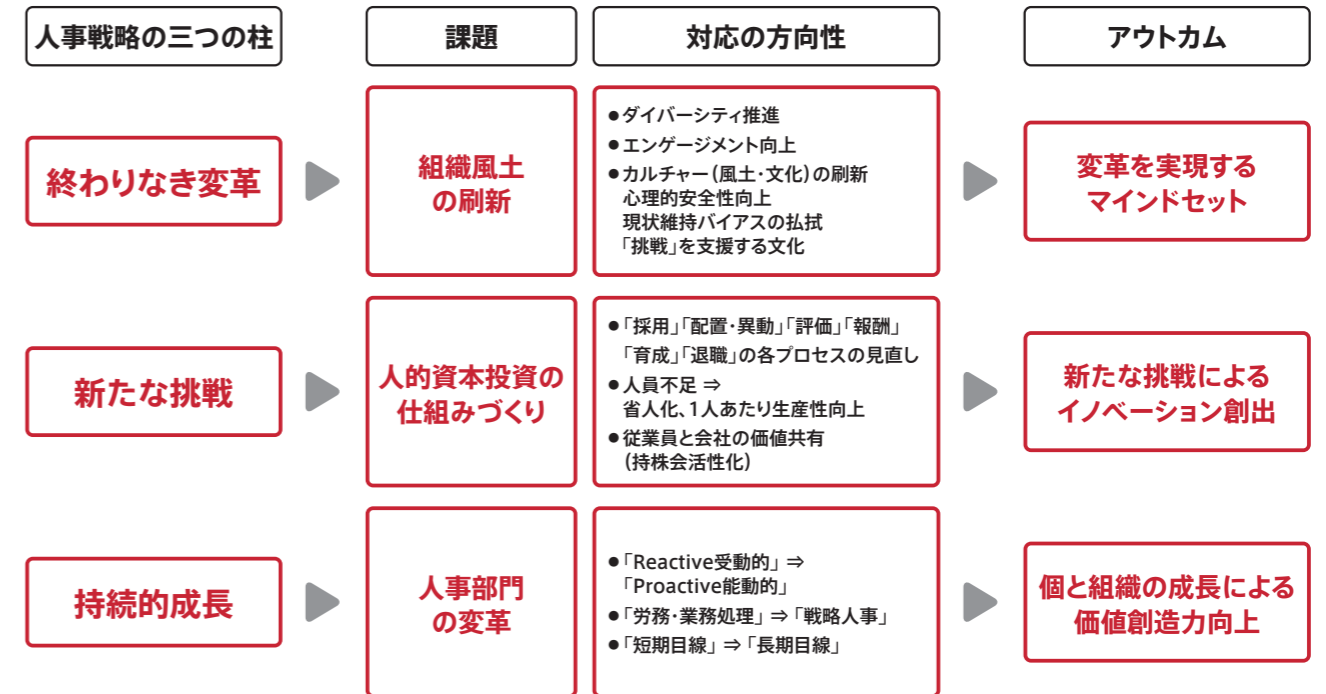 人事戦略の三つの柱
課題
対応の方向性
アウトカム
終わりなき変革
組織風土
の刷新
●ダイバーシティ推進
●エンゲージメント向上
●カルチャー（風土・文化）の刷新
心理的安全性向上
現状維持バイアスの払拭
「挑戦」を支援する文化
変革を実現する
マインドセット
新たな挑戦
人的資本投資の
仕組みづくり
●「採用」「配置・異動」「評価」「報酬」
「育成」「退職」の各プロセスの見直し
●人員不足 ⇒
省人化、1人あたり生産性向上
●従業員と会社の価値共有
（持株会活性化）
新たな挑戦による
イノベーション創出
持続的成長
人事部門
の変革
●「Reactive受動的」 ⇒
「Proactive能動的」
●「労務・業務処理」 ⇒ 「戦略人事」
●「短期目線」 ⇒ 「長期目線」
個と組織の成長による
価値創造力向上